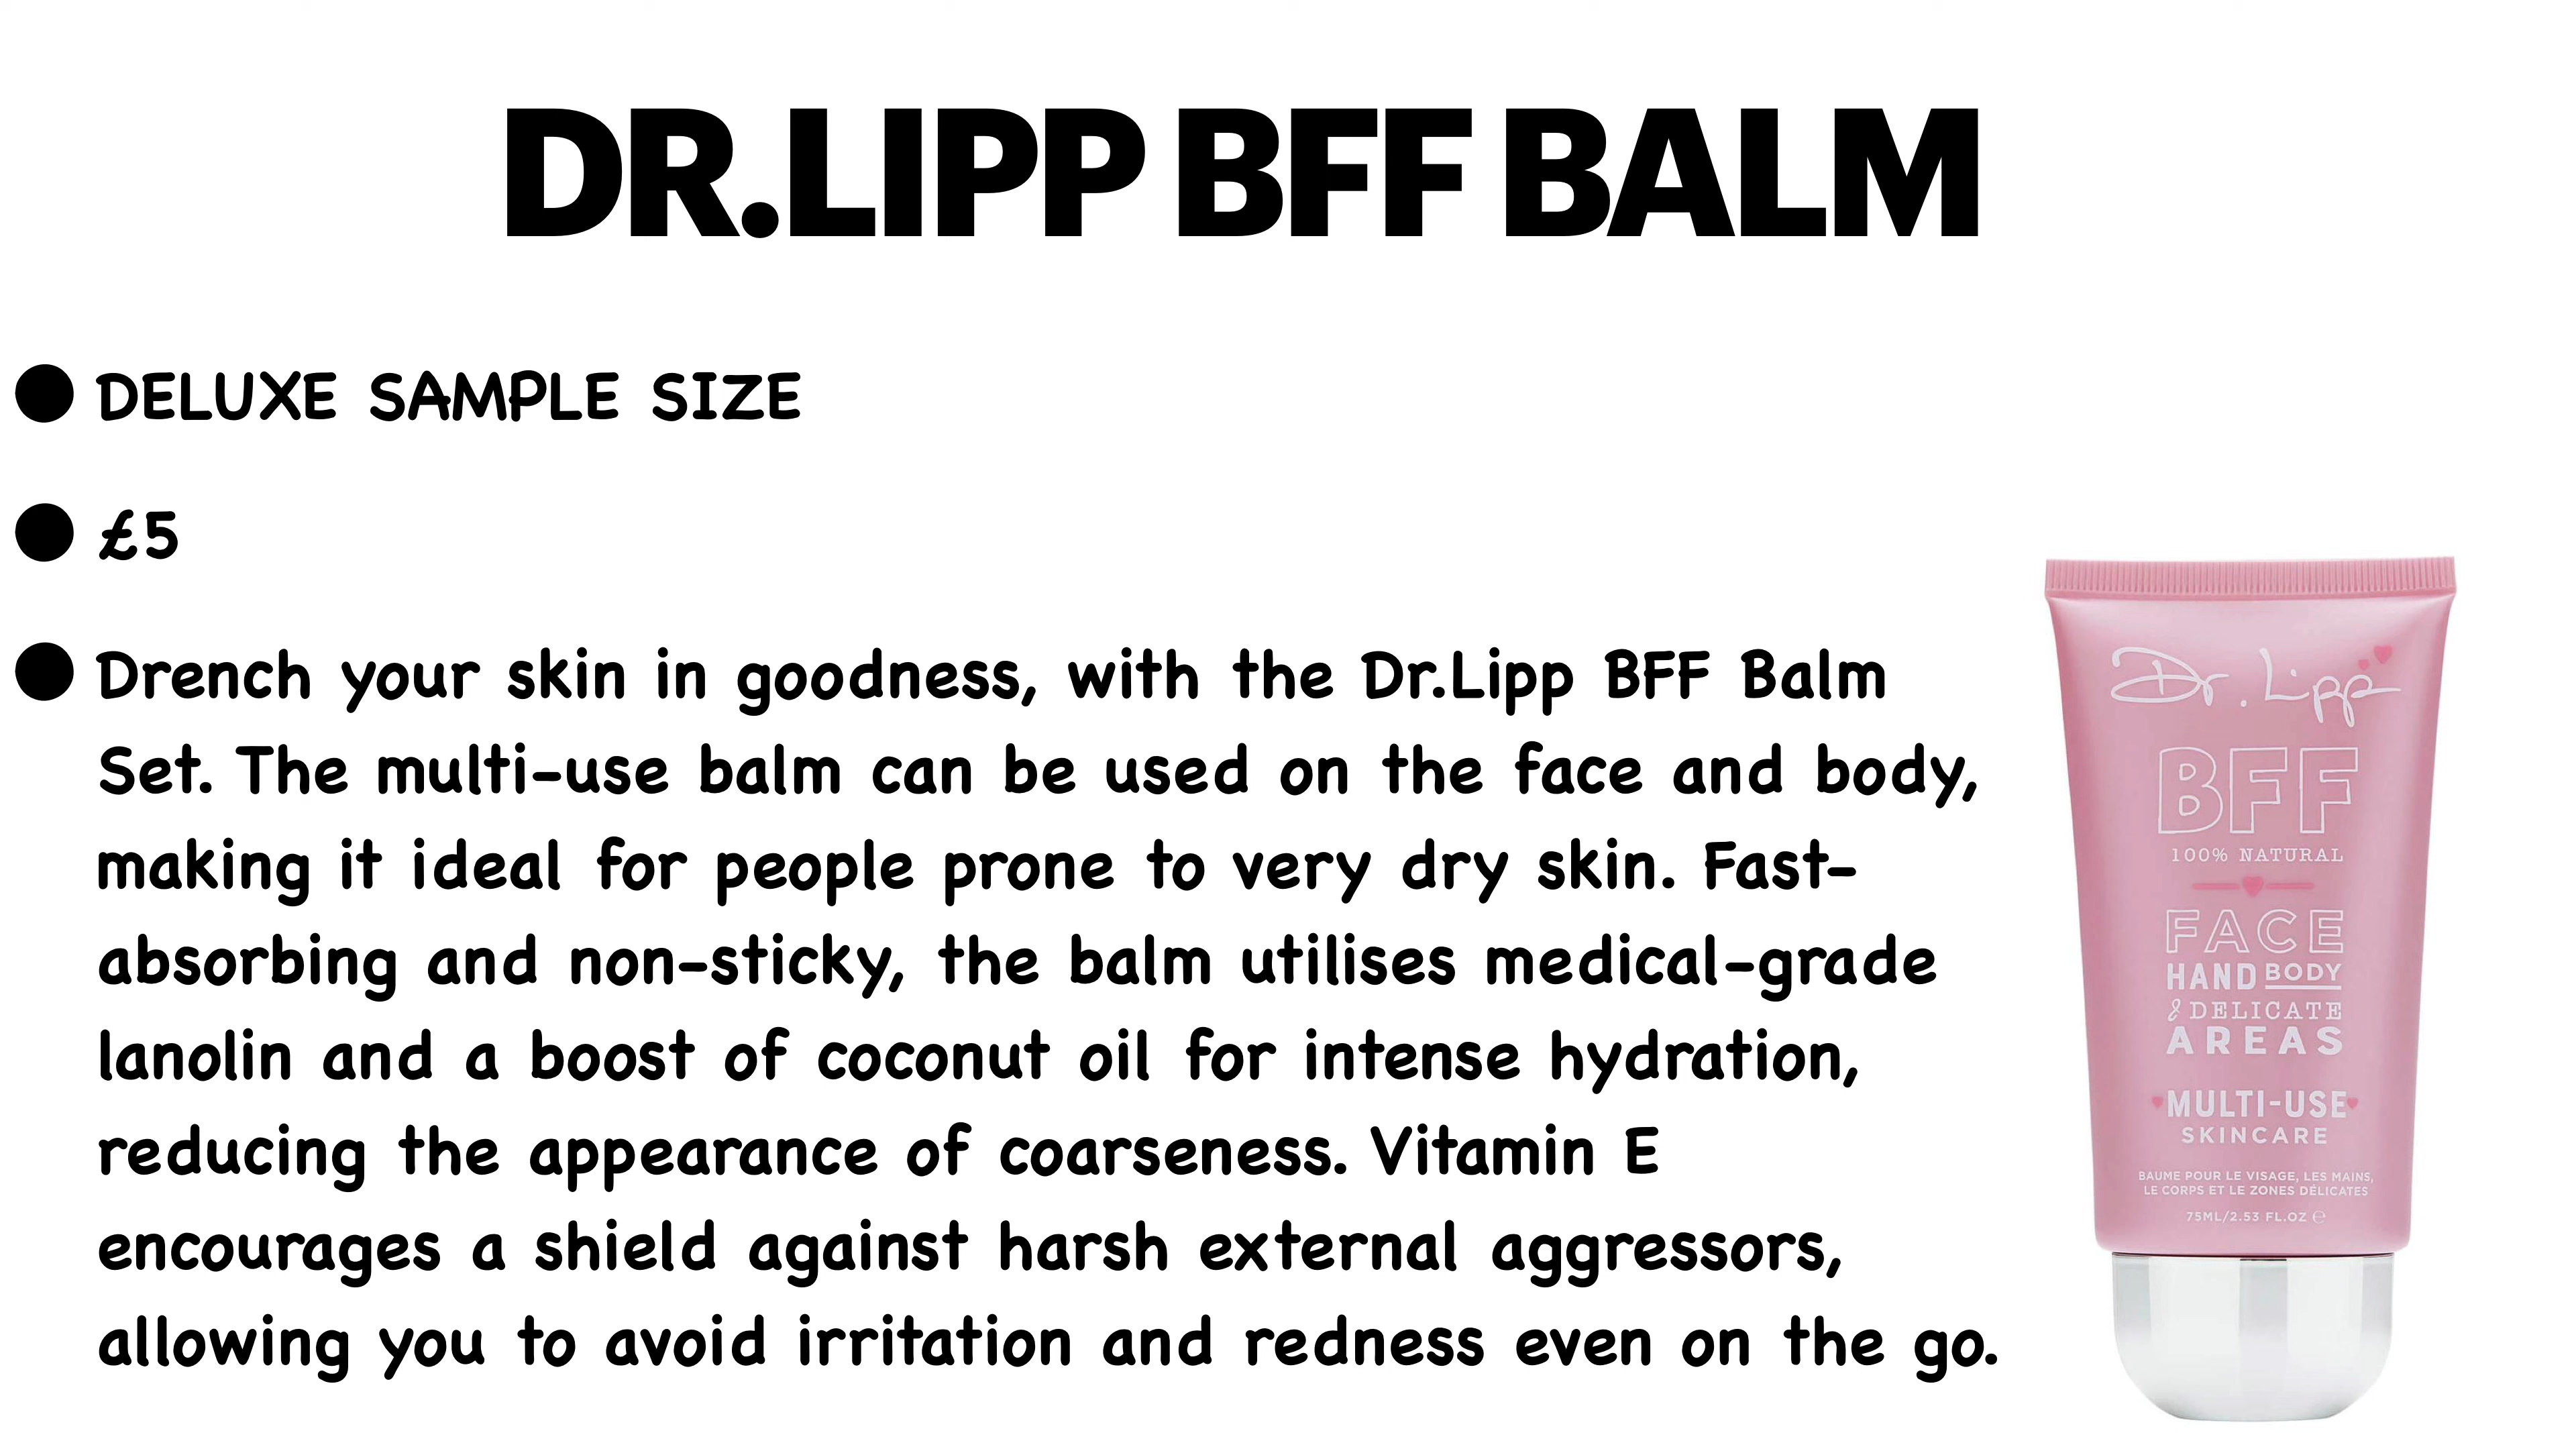 DR.LIPP BFF BALM
● DELUXE SAMPLE SIZE
● £5
● Drench your skin in goodness, with the Dr.Lipp BFF Balm
Set. The multi-use balm can be used on the face and body,
making it ideal for people prone to very dry skin. Fast-
absorbing and non-sticky, the balm utilises medical-grade
lanolin and a boost of coconut oil for intense hydration,
reducing the appearance of coarseness. Vitamin E
encourages a shield against harsh external aggressors,
allowing you to avoid irritation and redness even on the go.
Dr. Lipp
BFF
100% NATURAL
FACE
HAND BODY
& DELICATE
AREAS
MULTI-USE
SKINCARE
BAUME POUR LE VISAGE, LES MAINS,
LE CORPS ET LE ZONES DÉLICATES
75ML/2.53 FL.OZ ℮